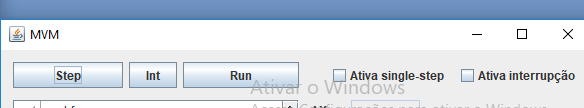 MVM
Step Int Run Ativa single-step Ativa interrupção
Ativar o Windows